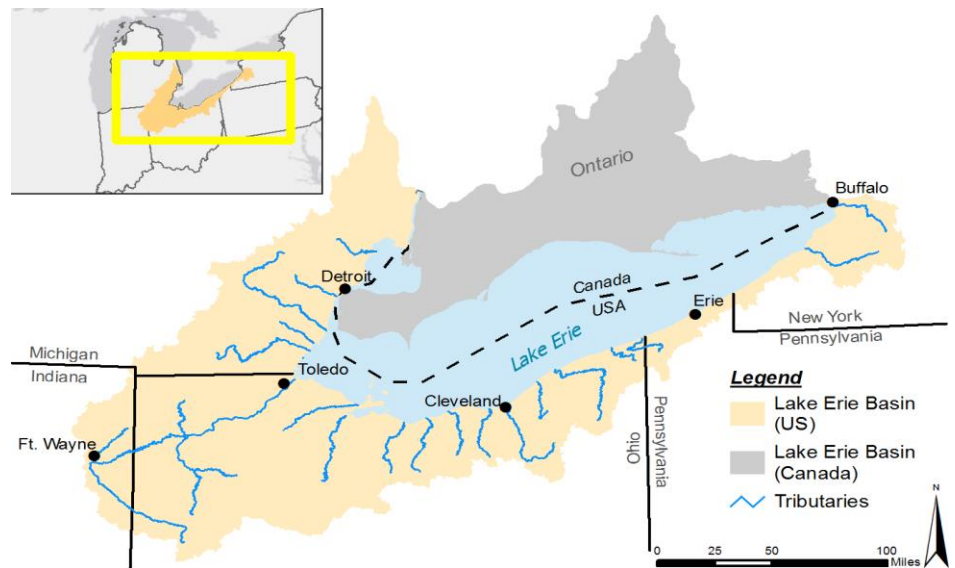 Ontario
Buffalo
Detroit
Canada
USA
Erie
Lake Erie
New York
Pennsylvania
Michigan
Indiana
Toledo
Cleveland
Ft. Wayne
Ohio
Pennsylvania
Legend
Lake Erie Basin
(US)
Lake Erie Basin
(Canada)
Tributaries
N
0 25 50 100
Miles